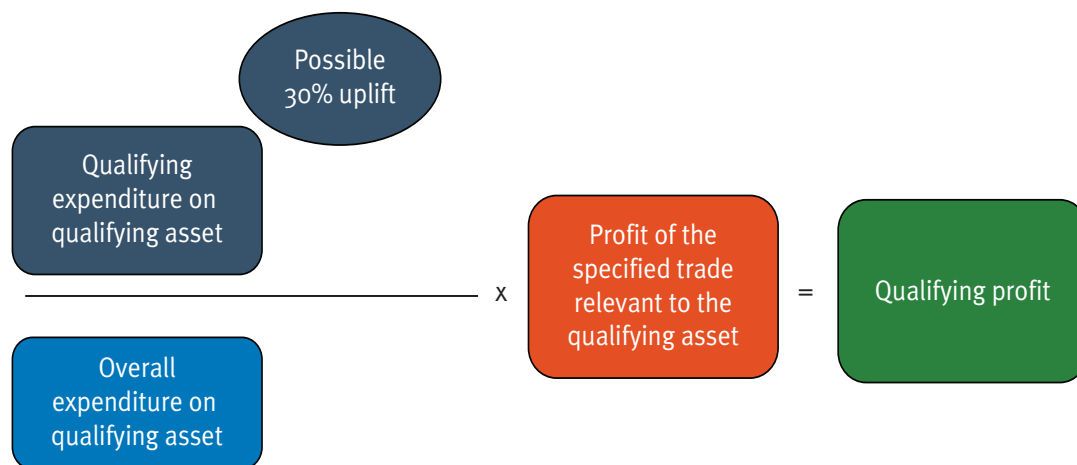 Possible
30% uplift
Qualifying
expenditure on
qualifying asset
x
Profit of the
specified trade
relevant to the
qualifying asset
=
Qualifying profit
Overall
expenditure on
qualifying asset